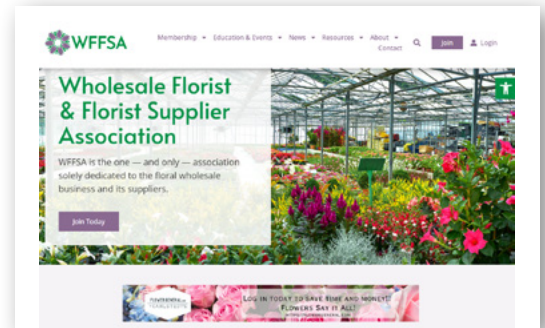 WFFSA
Membership Education & Events News Resources About
Contact
Join
Login
Wholesale Florist
& Florist Supplier
Association
WFFSA is the one — and only — association
solely dedicated to the floral wholesale
business and its suppliers.
Join Today
LOG IN TODAY TO SAVE TIME AND MONEY!
FLOWERS SAY IT ALL!